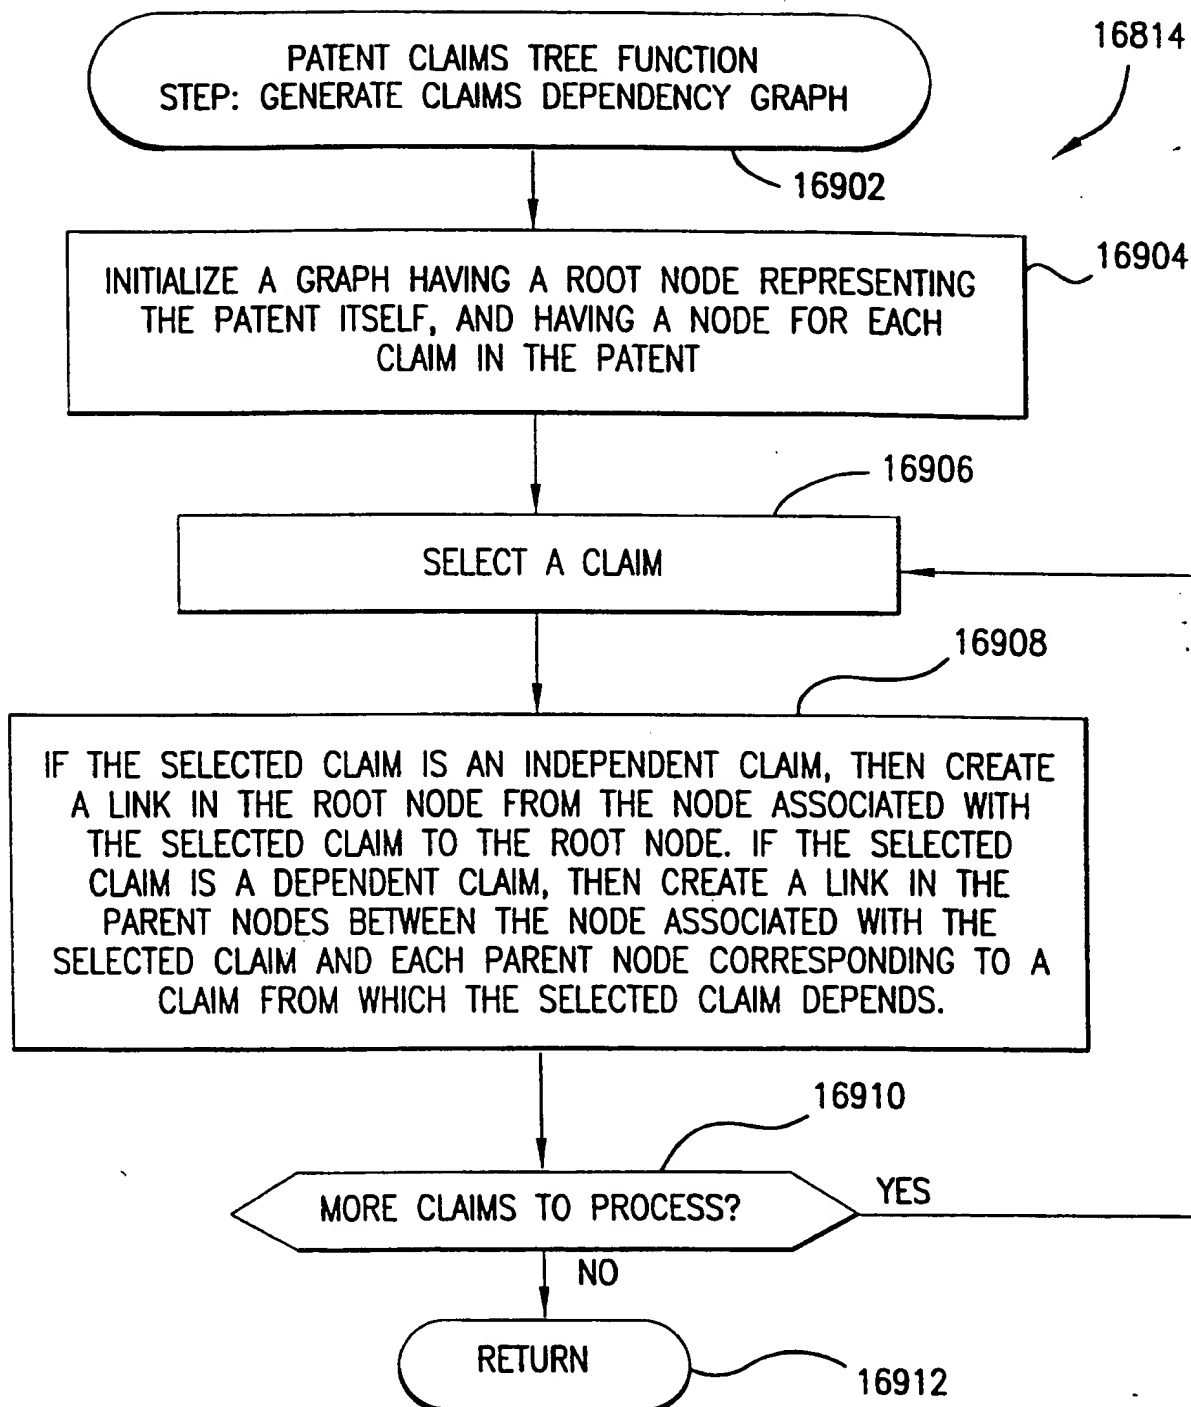 16814
PATENT CLAIMS TREE FUNCTION
STEP: GENERATE CLAIMS DEPENDENCY GRAPH
16902
16904
INITIALIZE A GRAPH HAVING A ROOT NODE REPRESENTING
THE PATENT ITSELF, AND HAVING A NODE FOR EACH
CLAIM IN THE PATENT
16906
SELECT A CLAIM
16908
IF THE SELECTED CLAIM IS AN INDEPENDENT CLAIM, THEN CREATE
A LINK IN THE ROOT NODE FROM THE NODE ASSOCIATED WITH
THE SELECTED CLAIM TO THE ROOT NODE. IF THE SELECTED
CLAIM IS A DEPENDENT CLAIM, THEN CREATE A LINK IN THE
PARENT NODES BETWEEN THE NODE ASSOCIATED WITH THE
SELECTED CLAIM AND EACH PARENT NODE CORRESPONDING TO A
CLAIM FROM WHICH THE SELECTED CLAIM DEPENDS.
16910
MORE CLAIMS TO PROCESS?
YES
NO
RETURN
16912